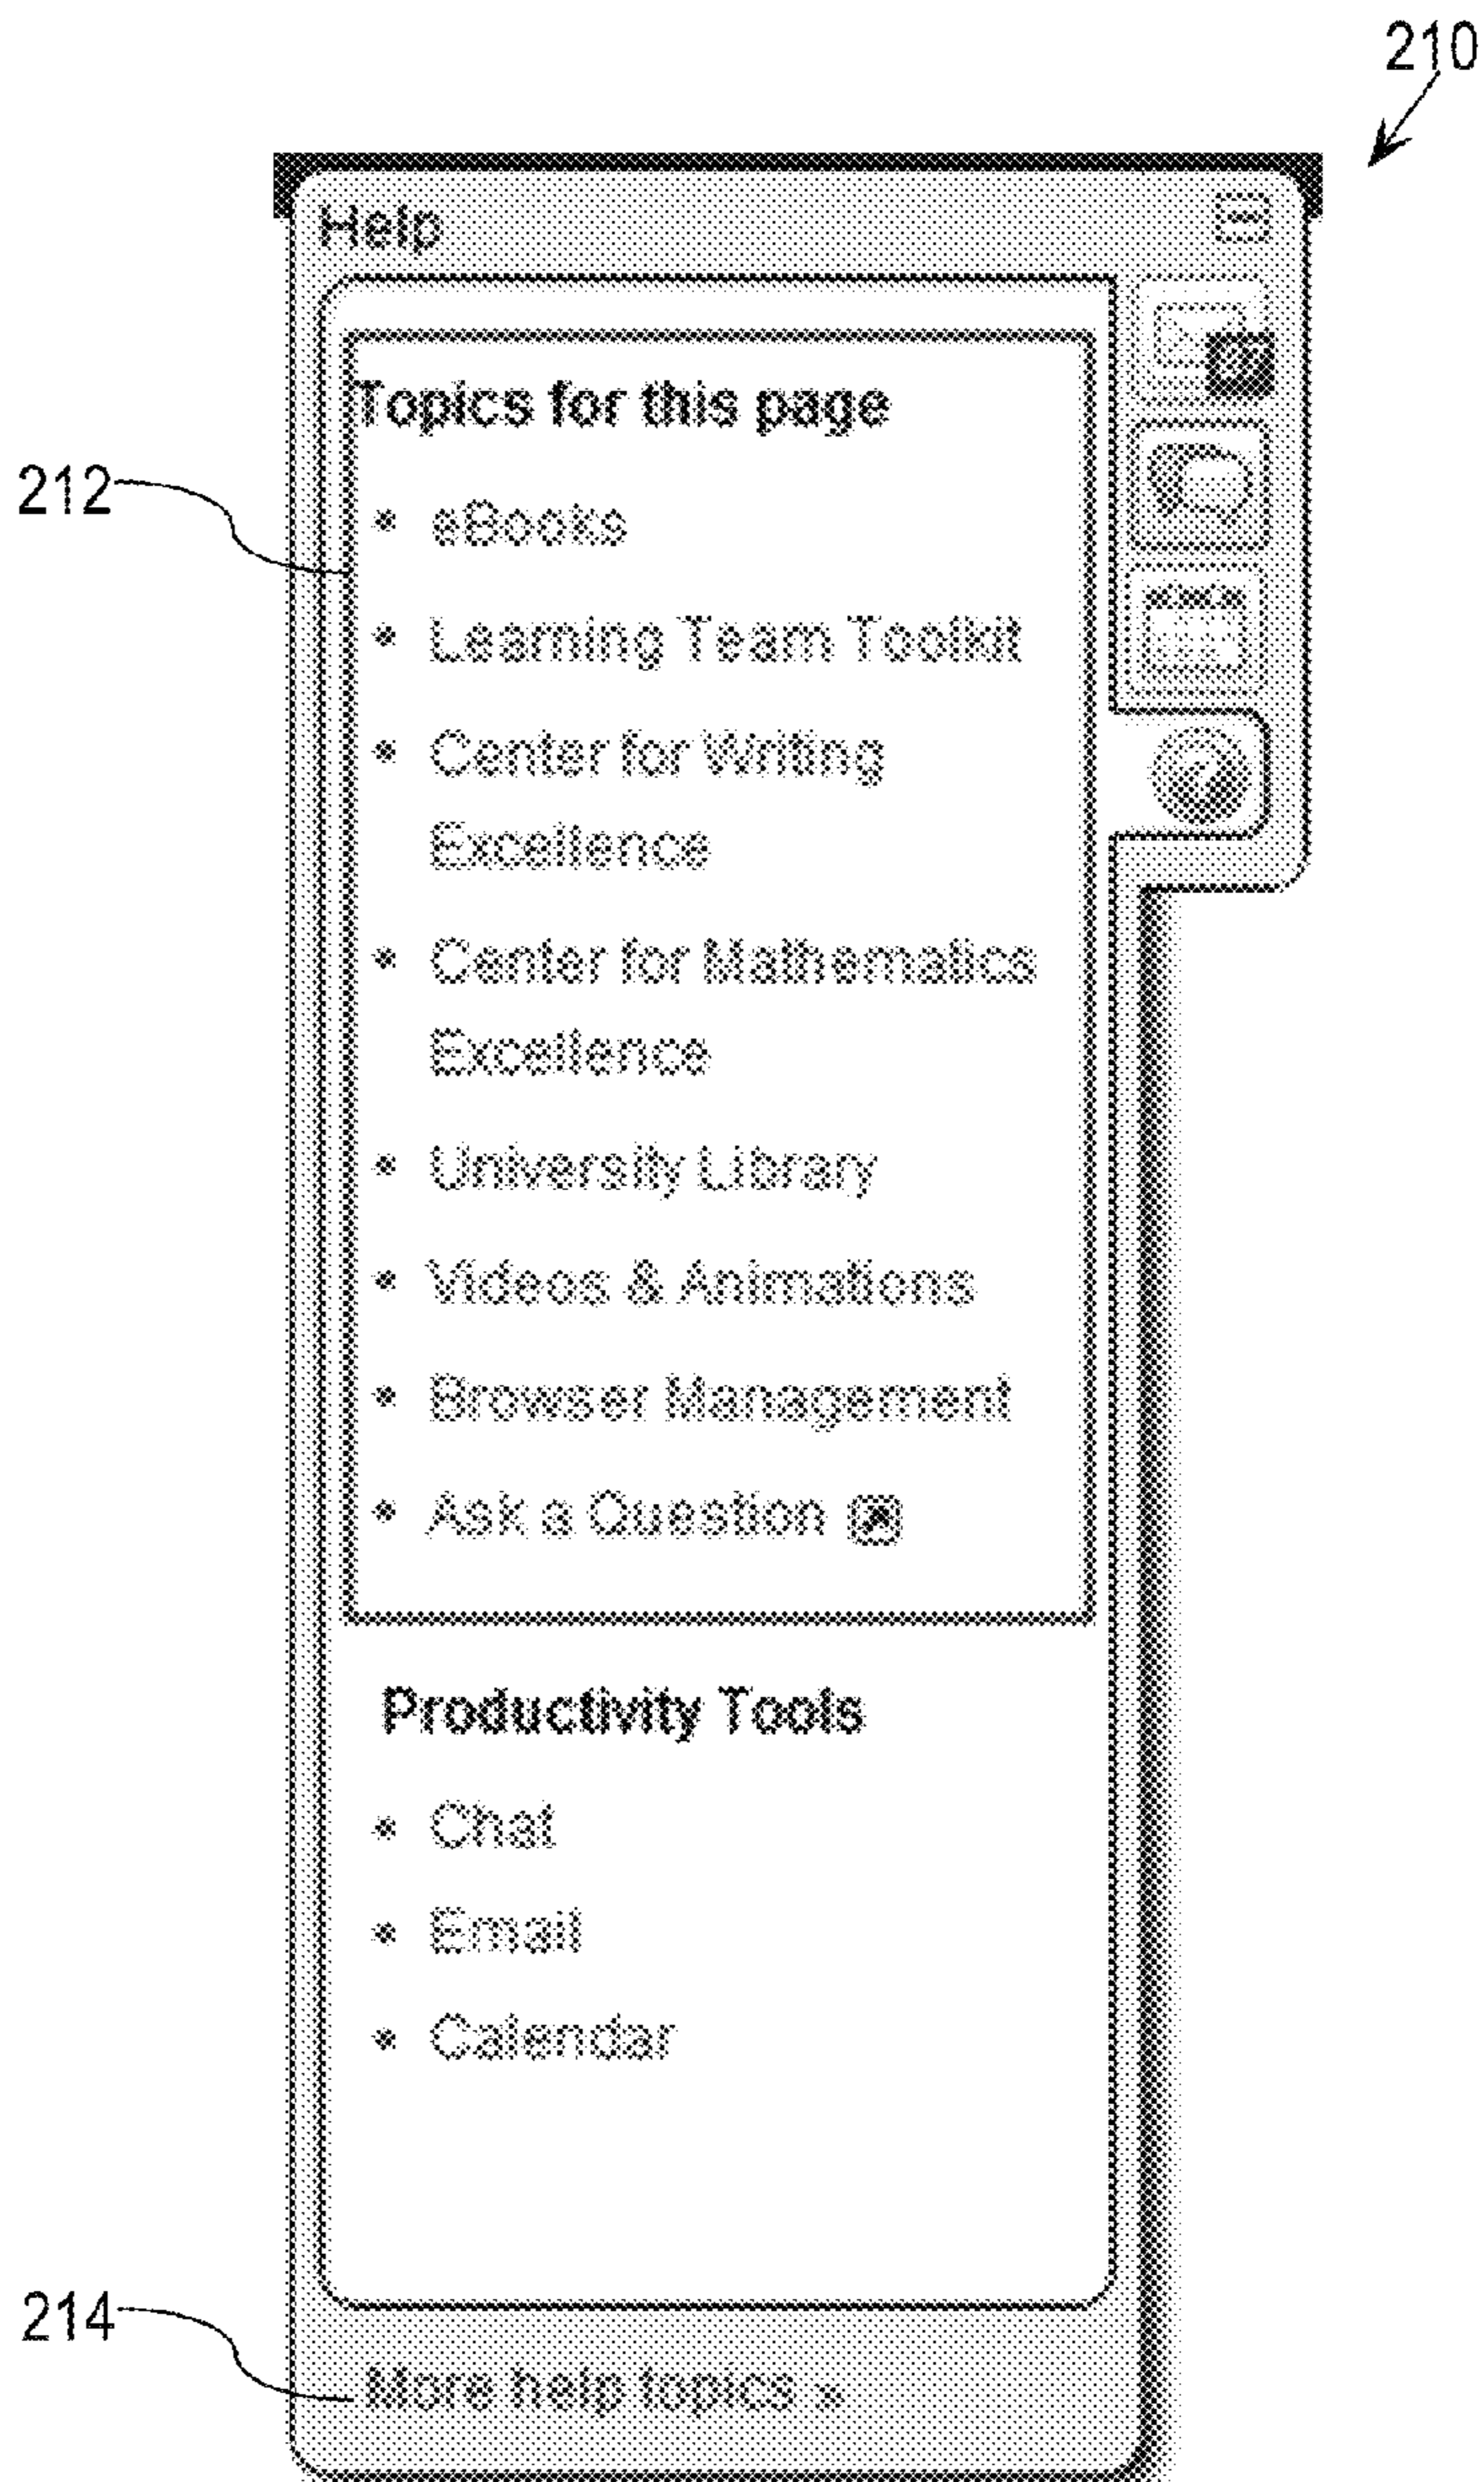 210
Help
Topics for this page
212
• eBooks
• Learning Team Toolkit
• Center for Writing
Excellence
• Center for Mathematics
Excellence
• University Library
• Videos & Animations
• Browser Management
• Ask a Question
Productivity Tools
• Chat
• Email
• Calendar
214
More help topics »